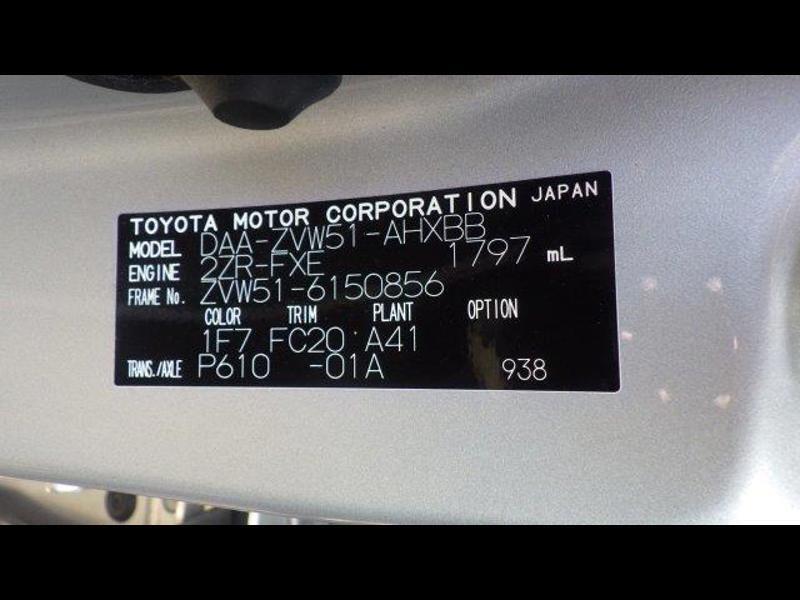 TOYOTA MOTOR CORPORATION JAPAN
MODEL DAA-ZVW51-AHXBB
ENGINE 2ZR-FXE 1797 mL
FRAME No. ZVW51-6150856
COLOR TRIM PLANT OPTION
1F7 FC20 A41
TRANS./AXLE P610 -01A 938